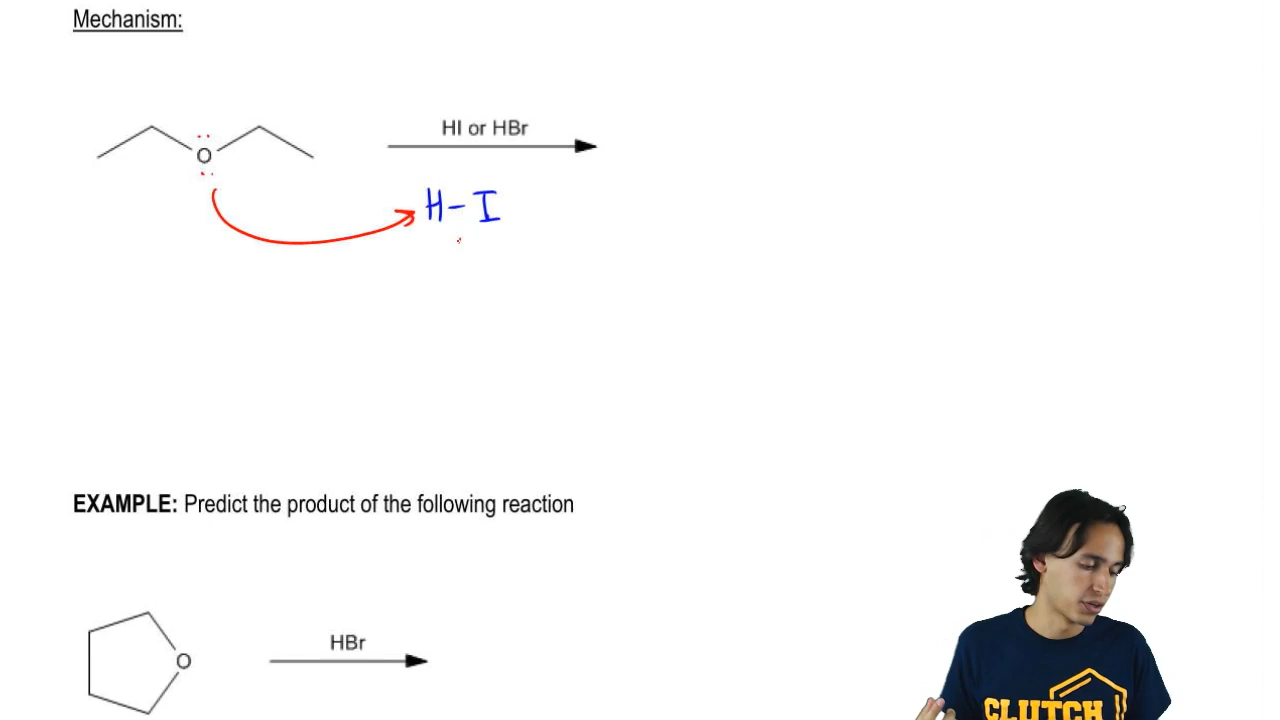 Mechanism:
HI or HBr
O
H-I
EXAMPLE: Predict the product of the following reaction
HBr
O
CLUTCH